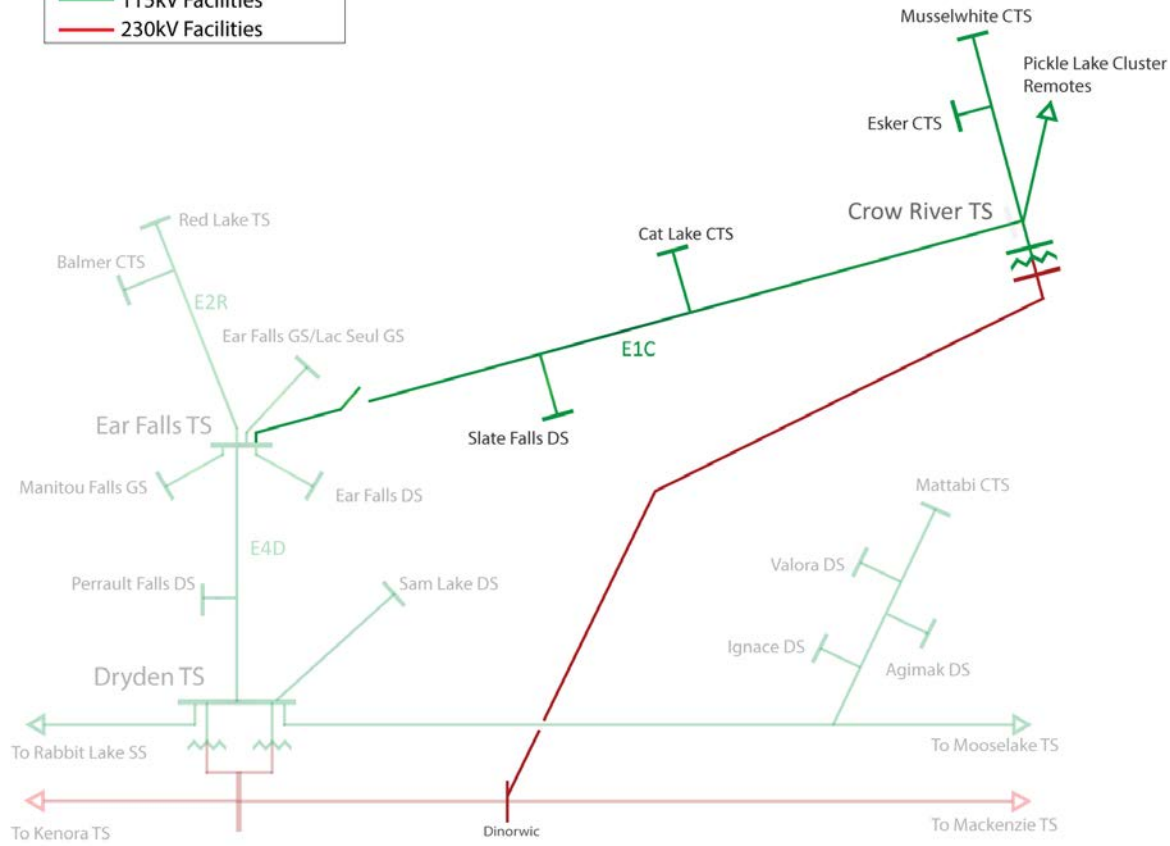 115kV Facilities
230kV Facilities
Musselwhite CTS
Pickle Lake Cluster
Remotes
Esker CTS
Crow River TS
Red Lake TS
Cat Lake CTS
Balmer CTS
E2R
Ear Falls GS/Lac Seul GS
E1C
Ear Falls TS
Slate Falls DS
Manitou Falls GS
Ear Falls DS
Mattabi CTS
E4D
Valora DS
Perrault Falls DS
Sam Lake DS
Ignace DS
Agimak DS
Dryden TS
To Rabbit Lake SS
To Mooselake TS
To Kenora TS
Dinorwic
To Mackenzie TS